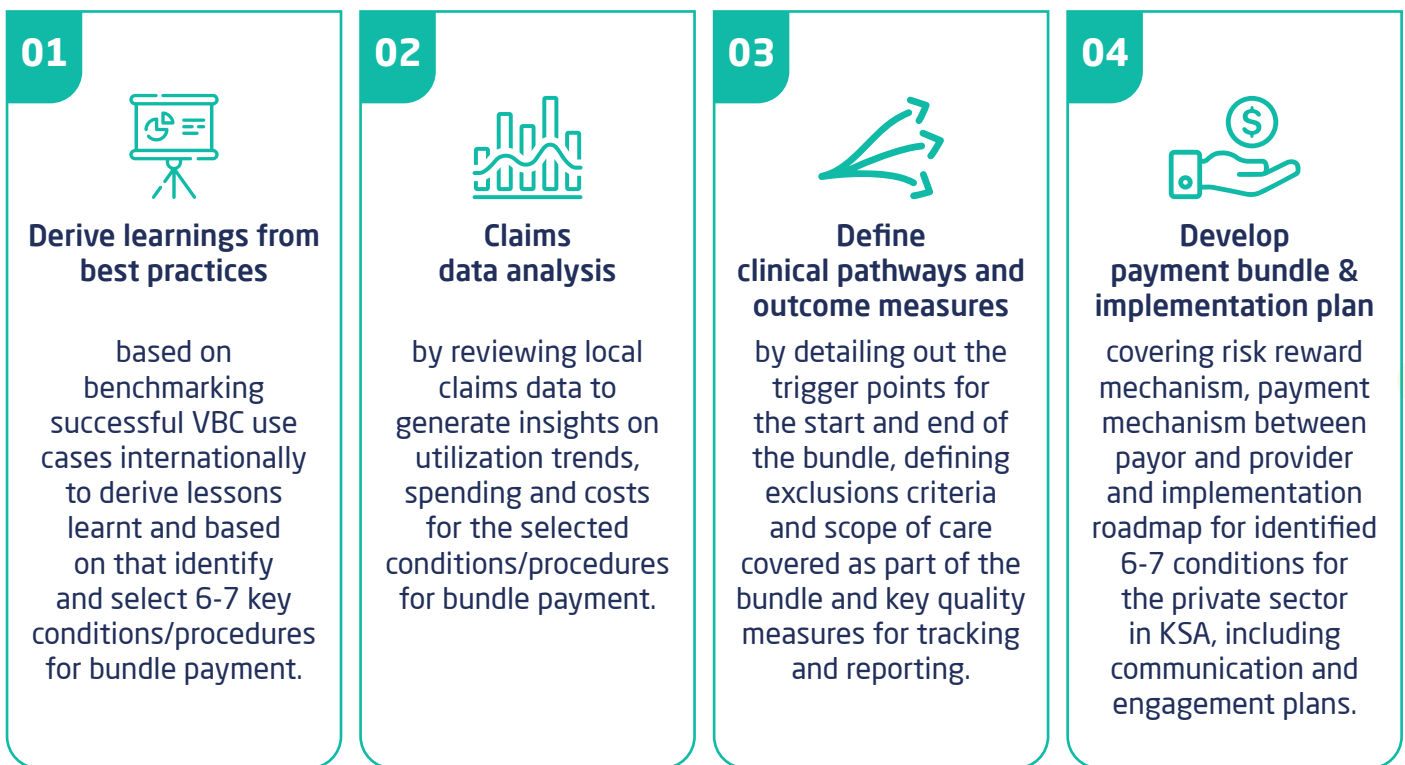 01
Derive learnings from
best practices
based on
benchmarking
successful VBC use
cases internationally
to derive lessons
learnt and based
on that identify
and select 6-7 key
conditions/procedures
for bundle payment.
02
Claims
data analysis
by reviewing local
claims data to
generate insights on
utilization trends,
spending and costs
for the selected
conditions/procedures
for bundle payment.
03
Define
clinical pathways and
outcome measures
by detailing out the
trigger points for
the start and end of
the bundle, defining
exclusions criteria
and scope of care
covered as part of the
bundle and key quality
measures for tracking
and reporting.
04
$
Develop
payment bundle &
implementation plan
covering risk reward
mechanism, payment
mechanism between
payor and provider
and implementation
roadmap for identified
6-7 conditions for
the private sector
in KSA, including
communication and
engagement plans.